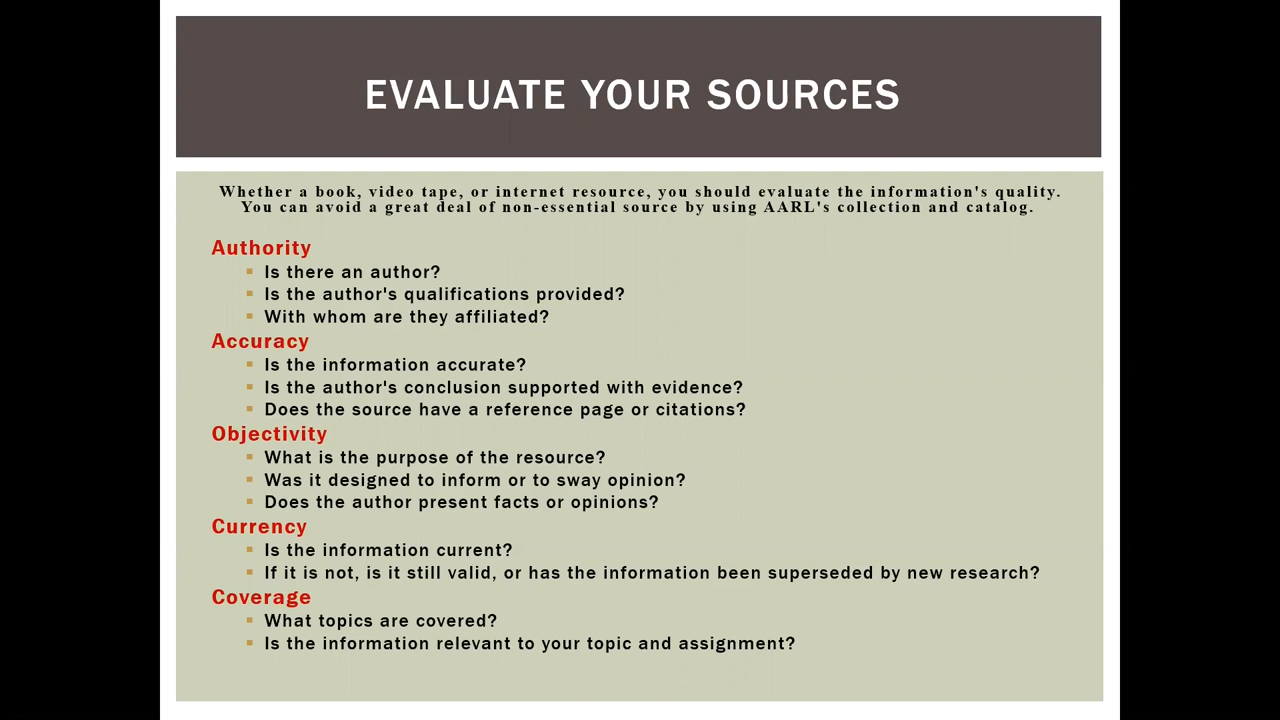 EVALUATE YOUR SOURCES
Whether a book, video tape, or internet resource, you should evaluate the information's quality.
You can avoid a great deal of non-essential source by using AARL's collection and catalog.
Authority
▪ Is there an author?
▪ Is the author's qualifications provided?
▪ With whom are they affiliated?
Accuracy
▪ Is the information accurate?
▪ Is the author's conclusion supported with evidence?
▪ Does the source have a reference page or citations?
Objectivity
▪ What is the purpose of the resource?
▪ Was it designed to inform or to sway opinion?
▪ Does the author present facts or opinions?
Currency
▪ Is the information current?
▪ If it is not, is it still valid, or has the information been superseded by new research?
Coverage
▪ What topics are covered?
▪ Is the information relevant to your topic and assignment?